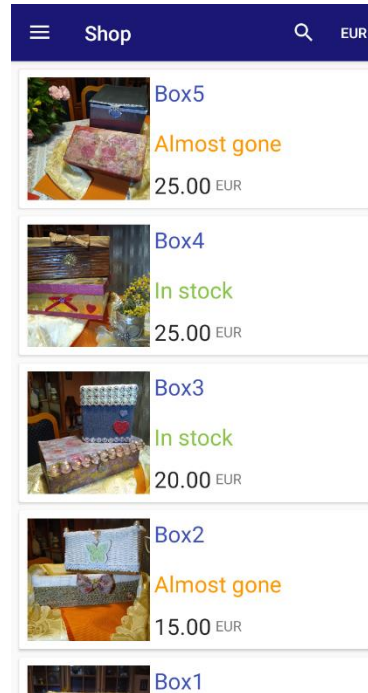 Shop EUR
Box5
Almost gone
25.00 EUR
Box4
In stock
25.00 EUR
Box3
In stock
20.00 EUR
Box2
Almost gone
15.00 EUR
Box1